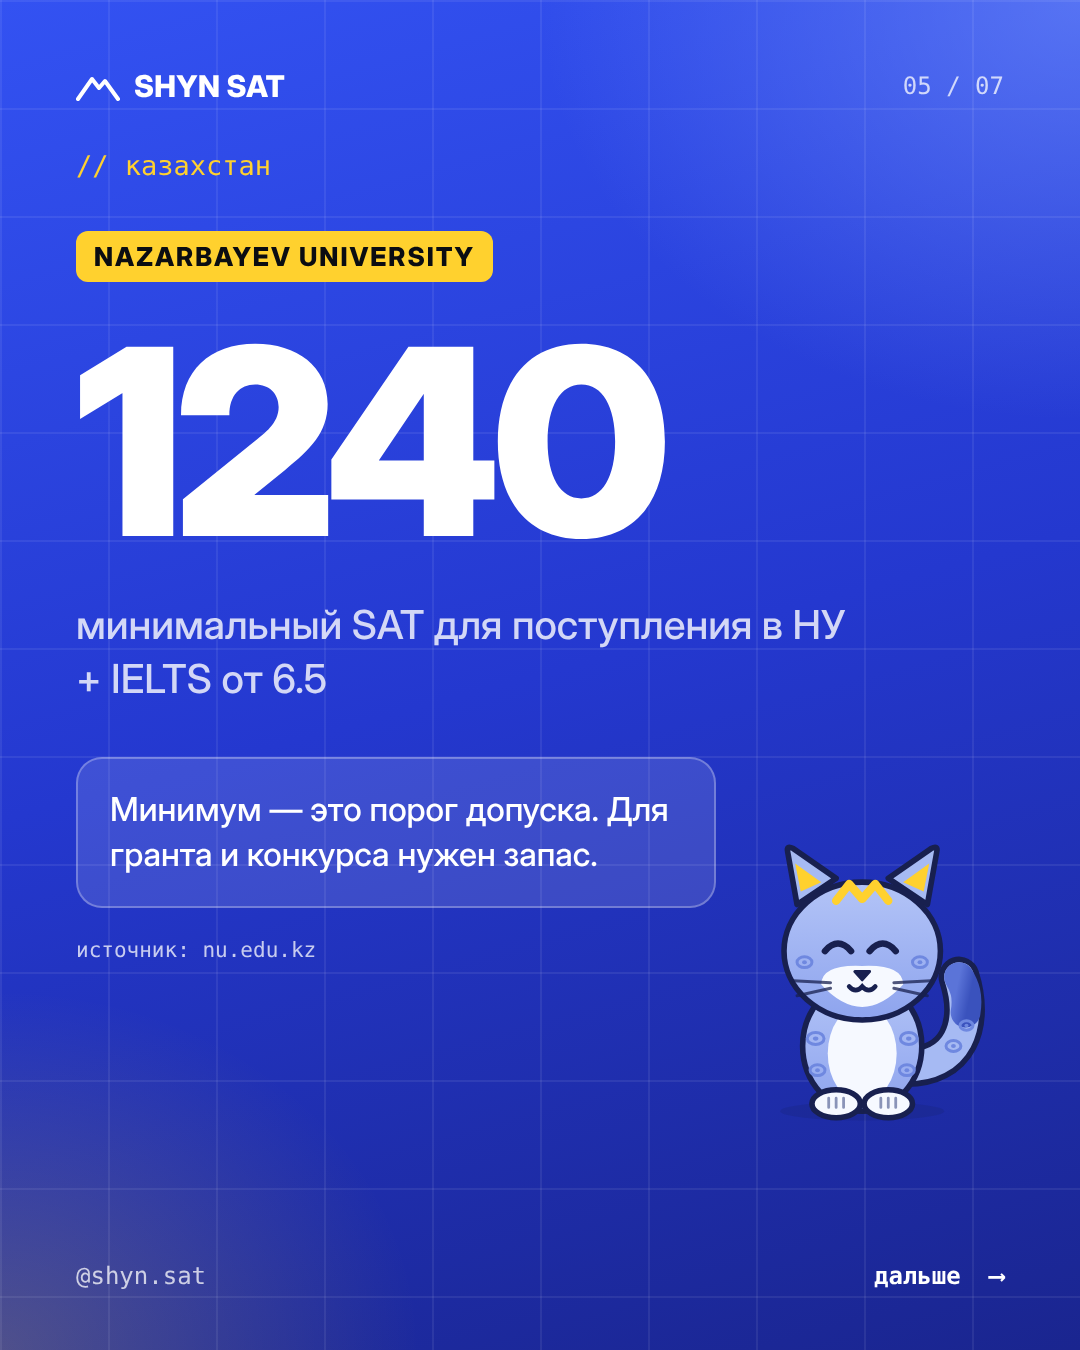 SHYN SAT
05 / 07
// казахстан
NAZARBAYEV UNIVERSITY
1240
минимальный SAT для поступления в НУ
+ IELTS от 6.5
Минимум — это порог допуска. Для
гранта и конкурса нужен запас.
источник: nu.edu.kz
@shyn.sat
дальше →